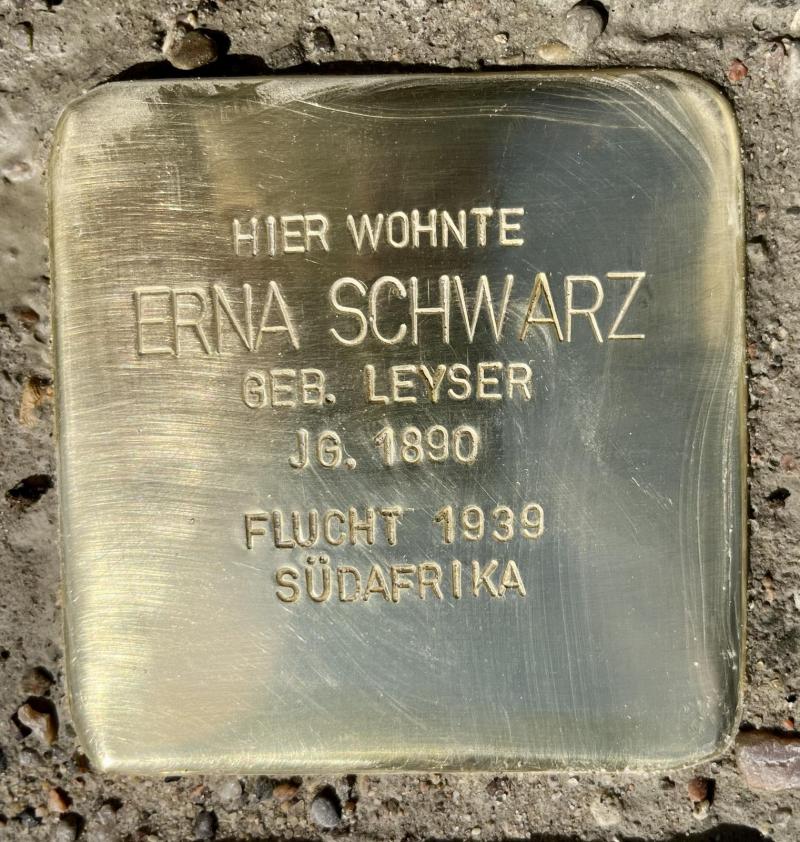 HIER WOHNTE
ERNA SCHWARZ
GEB. LEYSER
JG. 1890
FLUCHT 1939
SÜDAFRIKA